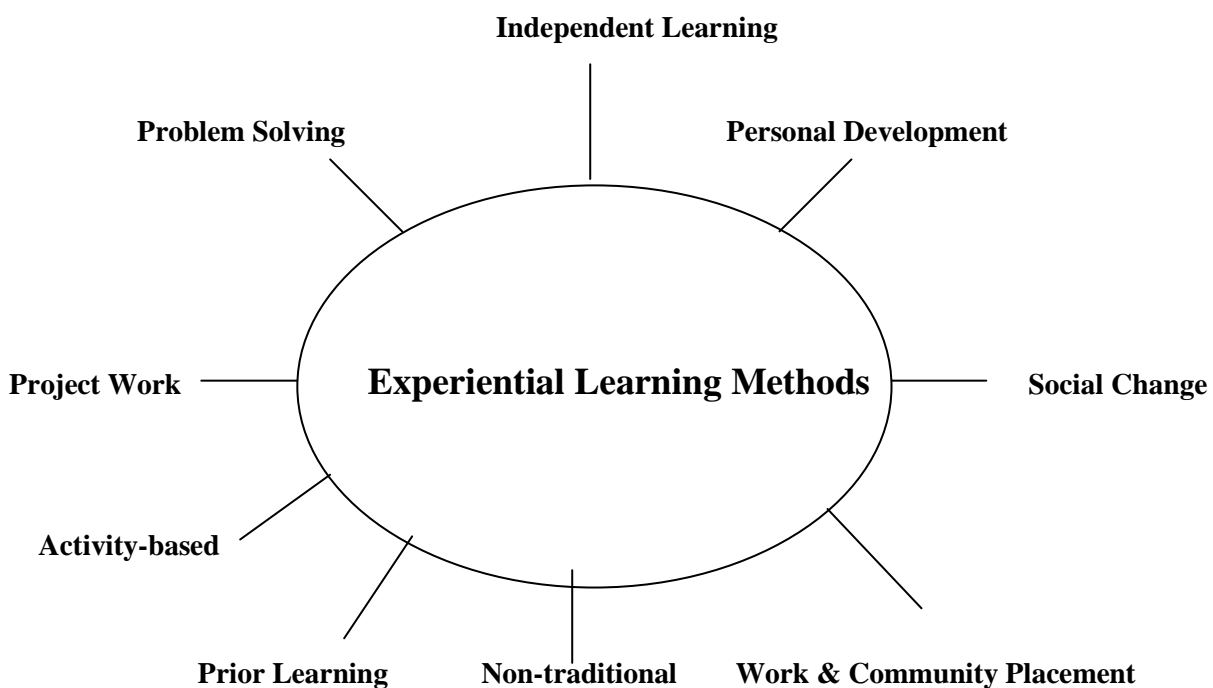 Independent Learning
Problem Solving
Personal Development
Project Work
Experiential Learning Methods
Social Change
Activity-based
Prior Learning
Non-traditional
Work & Community Placement